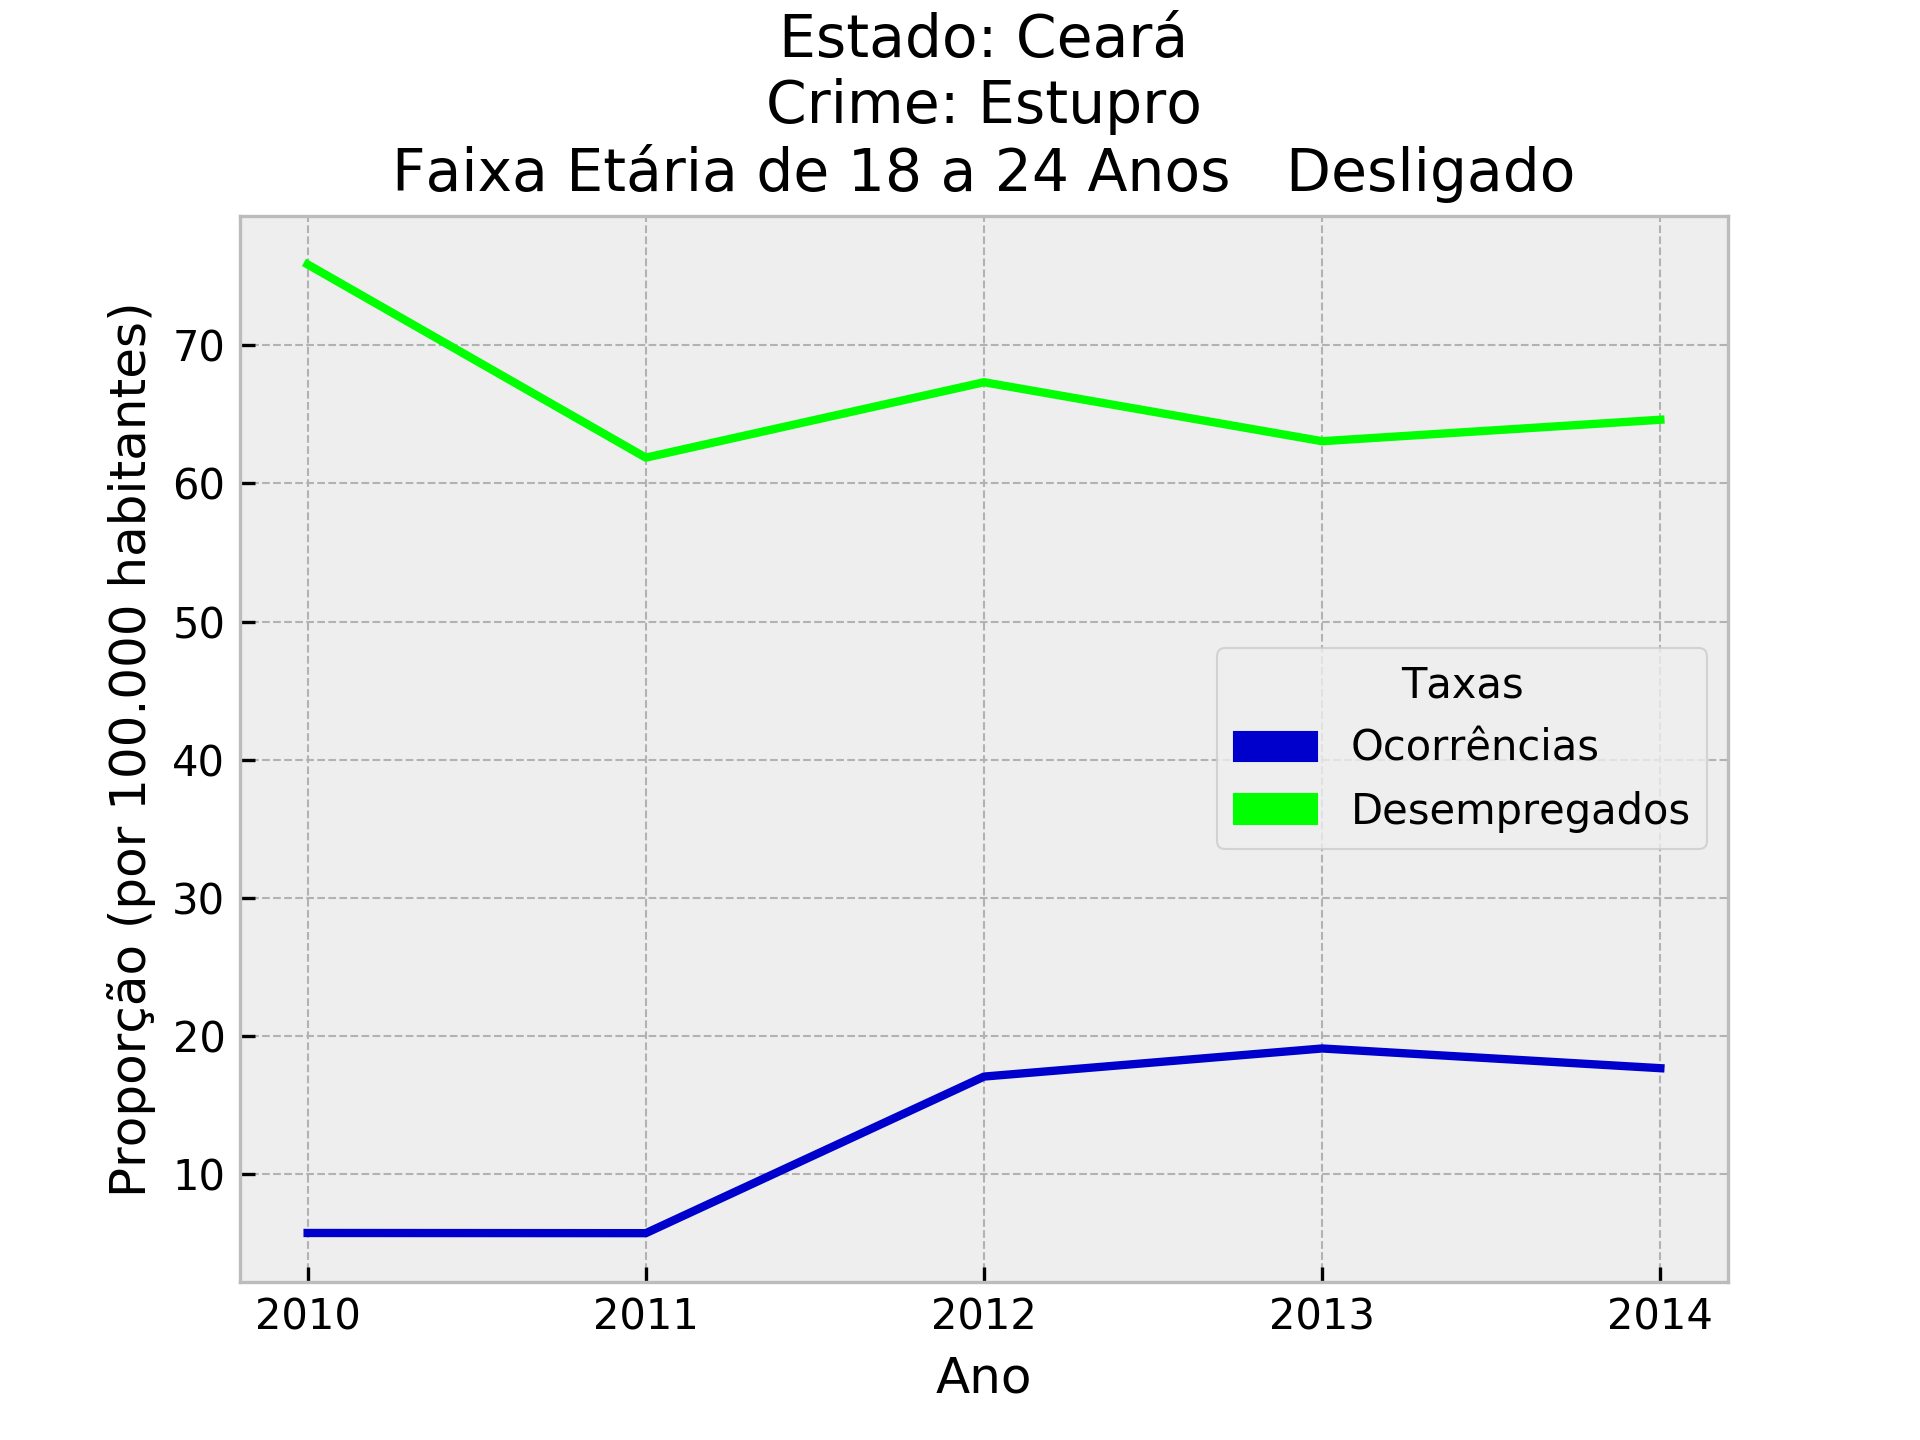 Estado: Ceará
Crime: Estupro
Faixa Etária de 18 a 24 Anos   Desligado
Proporção (por 100.000 habitantes)
70
60
50
40
30
20
10
Taxas
Ocorrências
Desempregados
2010 2011 2012 2013 2014
Ano